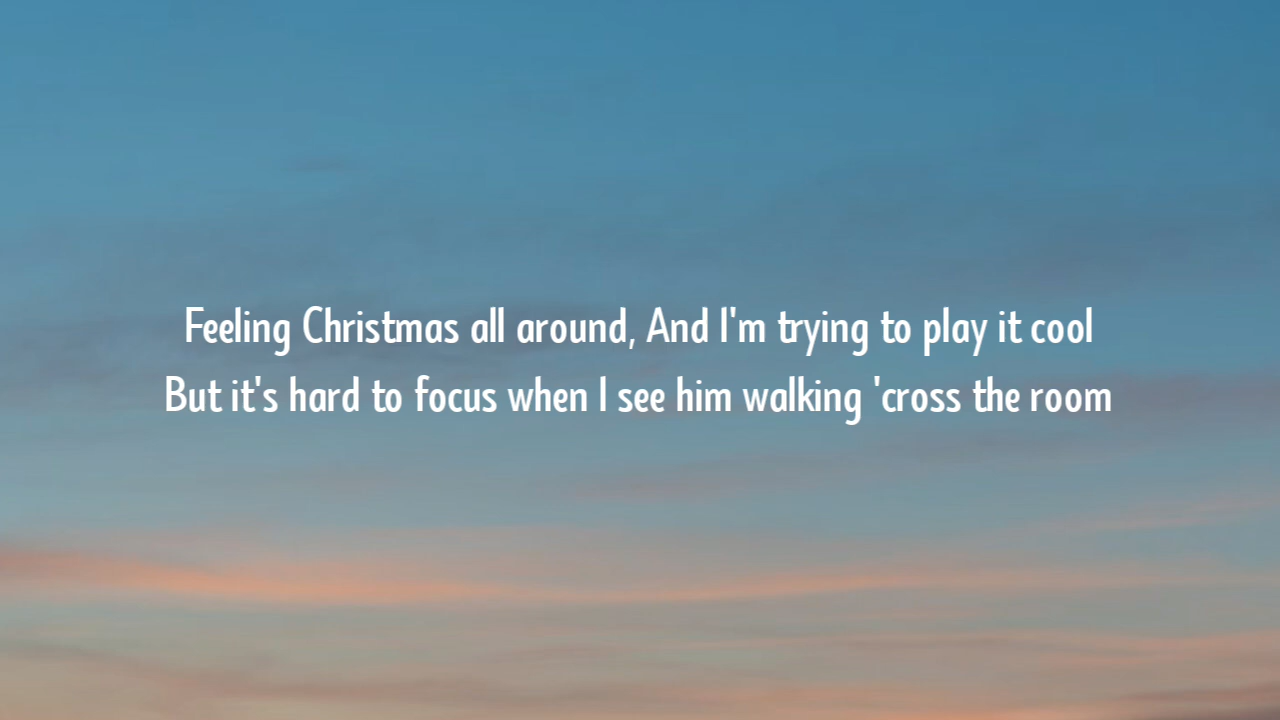 Feeling Christmas all around, And I'm trying to play it cool
But it's hard to focus when I see him walking 'cross the room